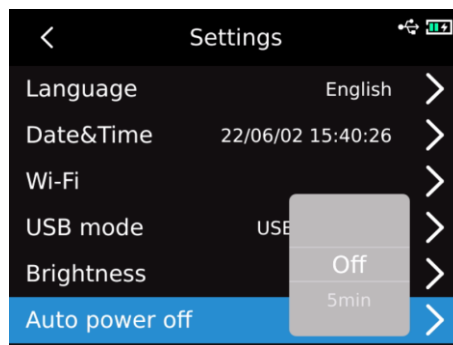 Settings
Language English
Date&Time 22/06/02 15:40:26
Wi-Fi
USB mode USB
Brightness Off
5min
Auto power off